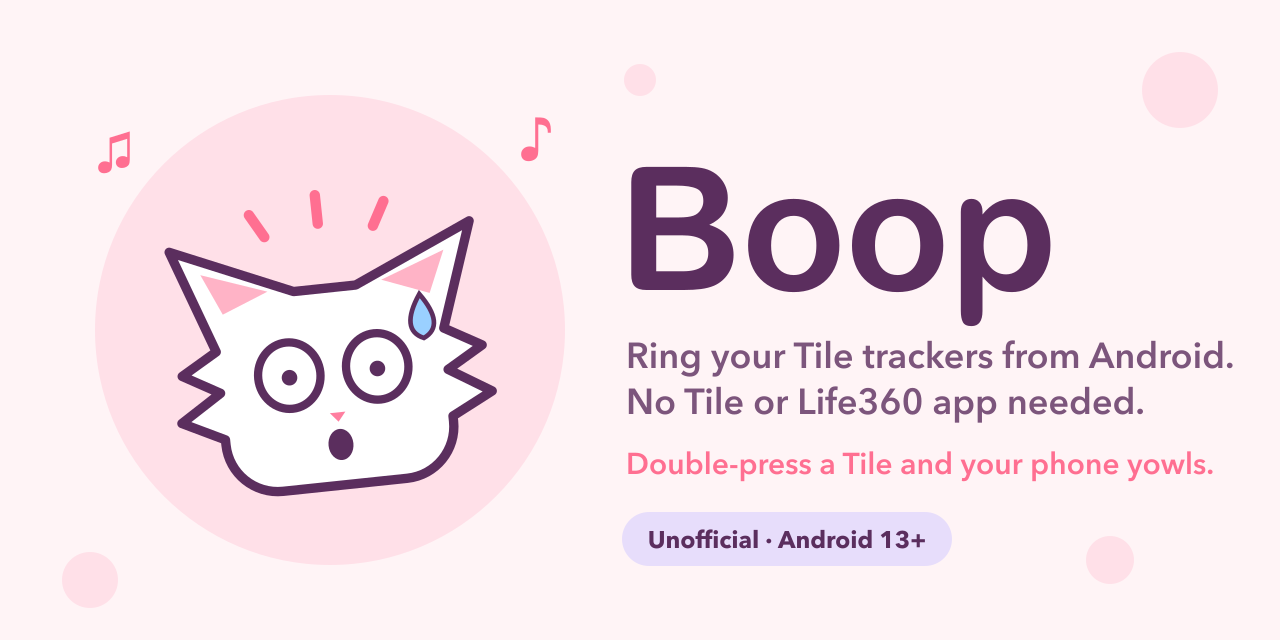 Boop
Ring your Tile trackers from Android.
No Tile or Life360 app needed.
Double-press a Tile and your phone yowls.
Unofficial · Android 13+